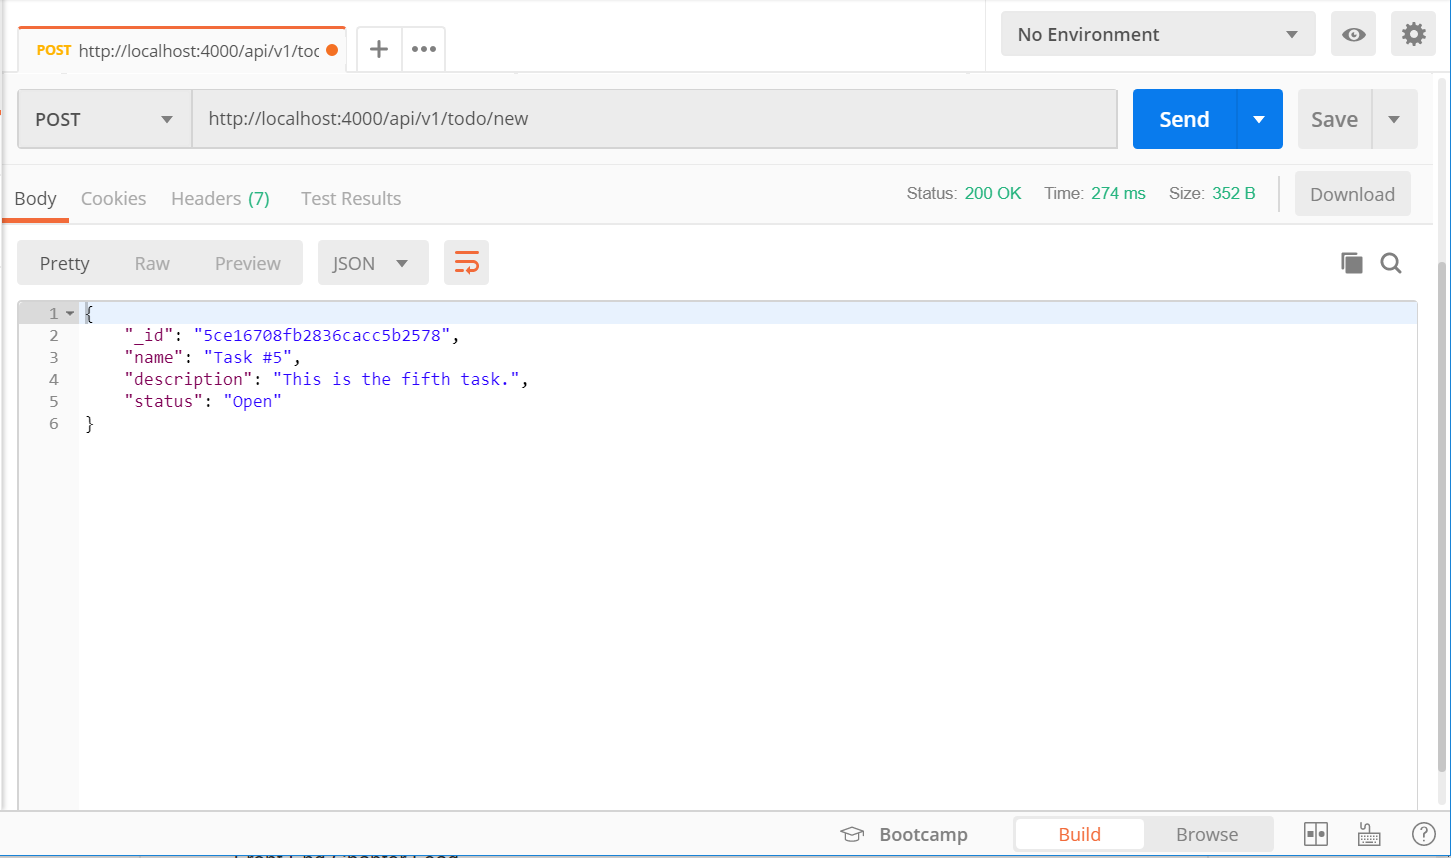 POST http://localhost:4000/api/v1/toc
No Environment
POST
http://localhost:4000/api/v1/todo/new
Send
Save
Body Cookies Headers (7) Test Results
Status: 200 OK Time: 274 ms Size: 352 B
Download
Pretty Raw Preview
JSON
1 {
2 "_id": "5ce16708fb2836cacc5b2578",
3 "name": "Task #5",
4 "description": "This is the fifth task.",
5 "status": "Open"
6 }
Bootcamp
Build Browse